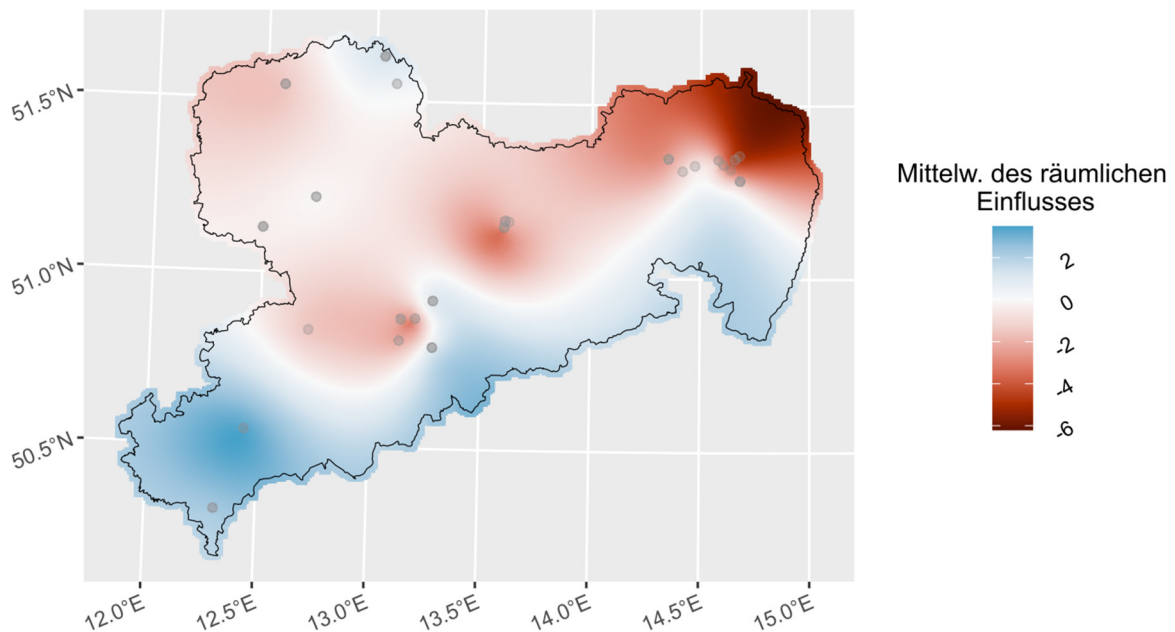 51.5°N
51.0°N
50.5°N
12.0°E
12.5°E
13.0°E
13.5°E
14.0°E
14.5°E
15.0°E
Mittelw. des räumlichen
Einflusses
2
0
-2
-4
-6